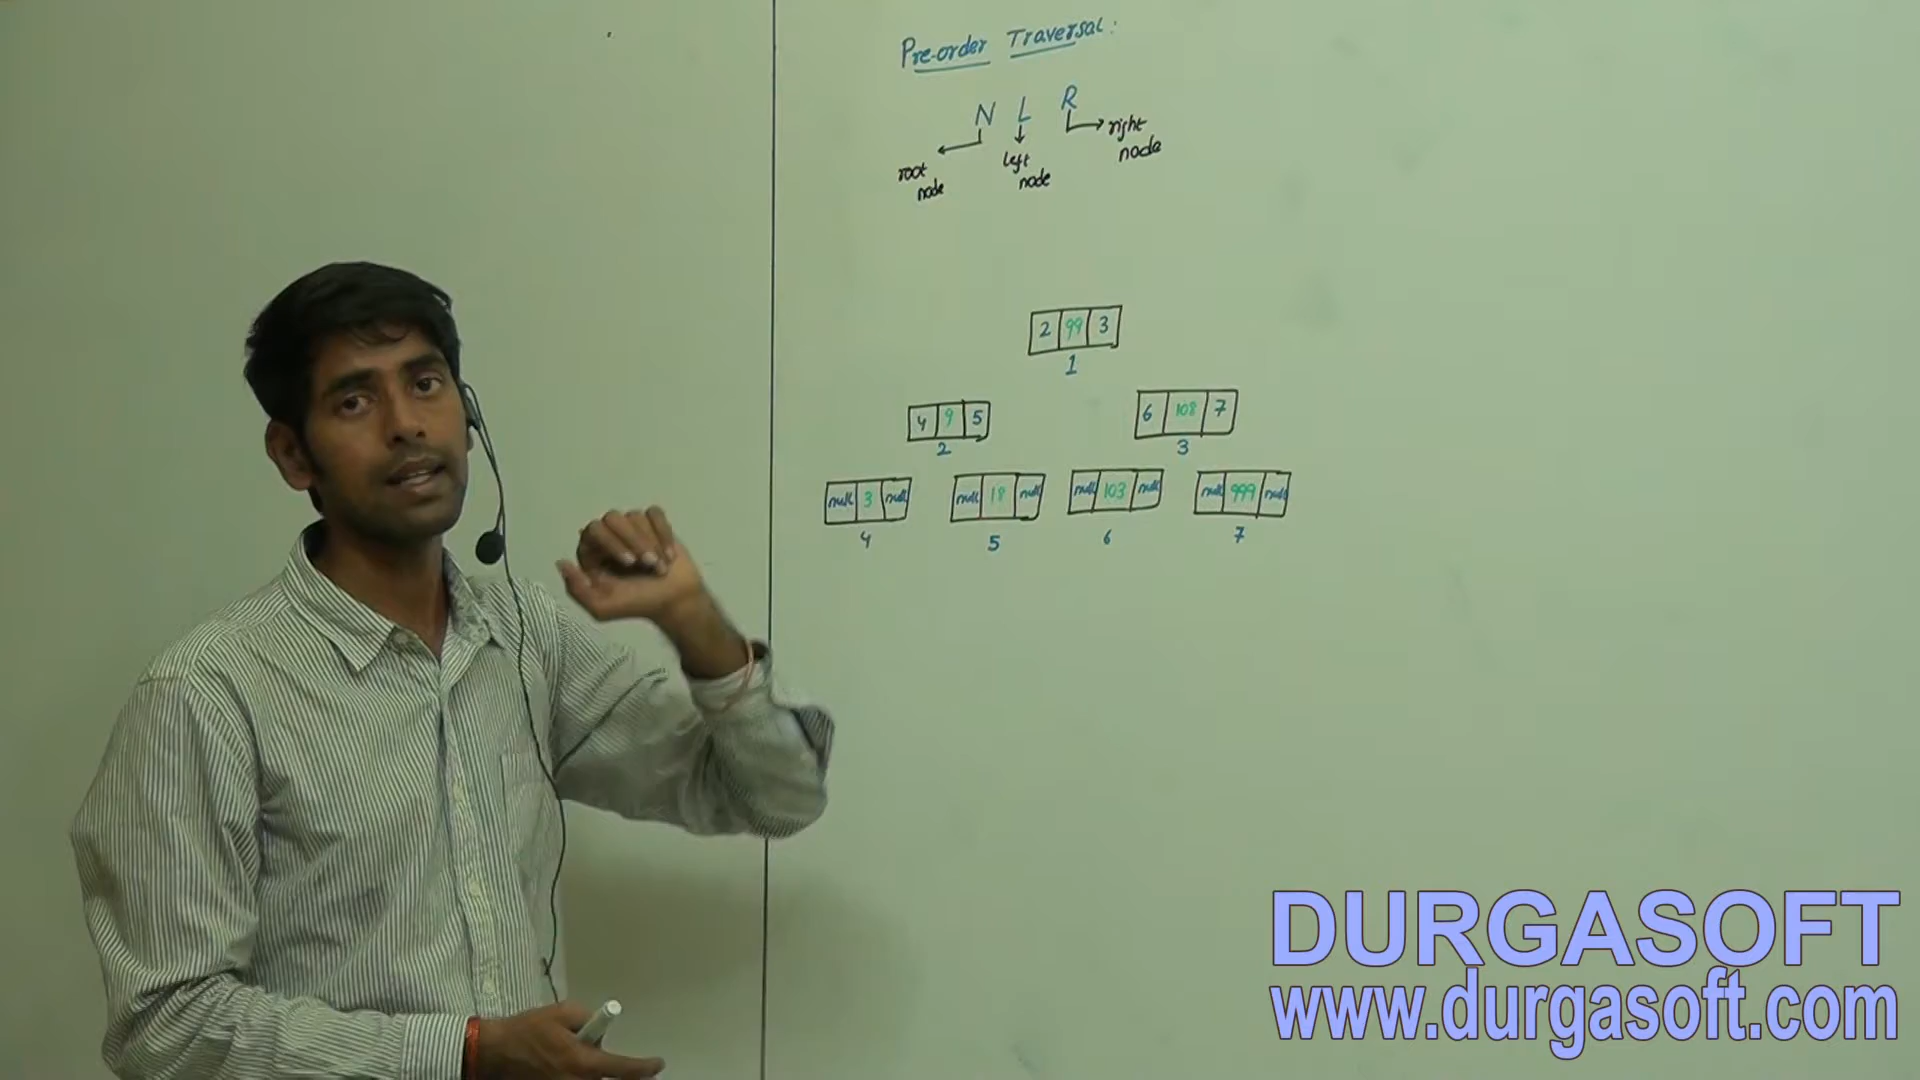 Pre-order Traversal:
N L R
root node
left node
right node
2 99 3
1
4 9 5
2
6 108 7
3
null 3 null
4
null 18 null
5
null 103 null
6
null 999 null
7
DURGASOFT
www.durgasoft.com